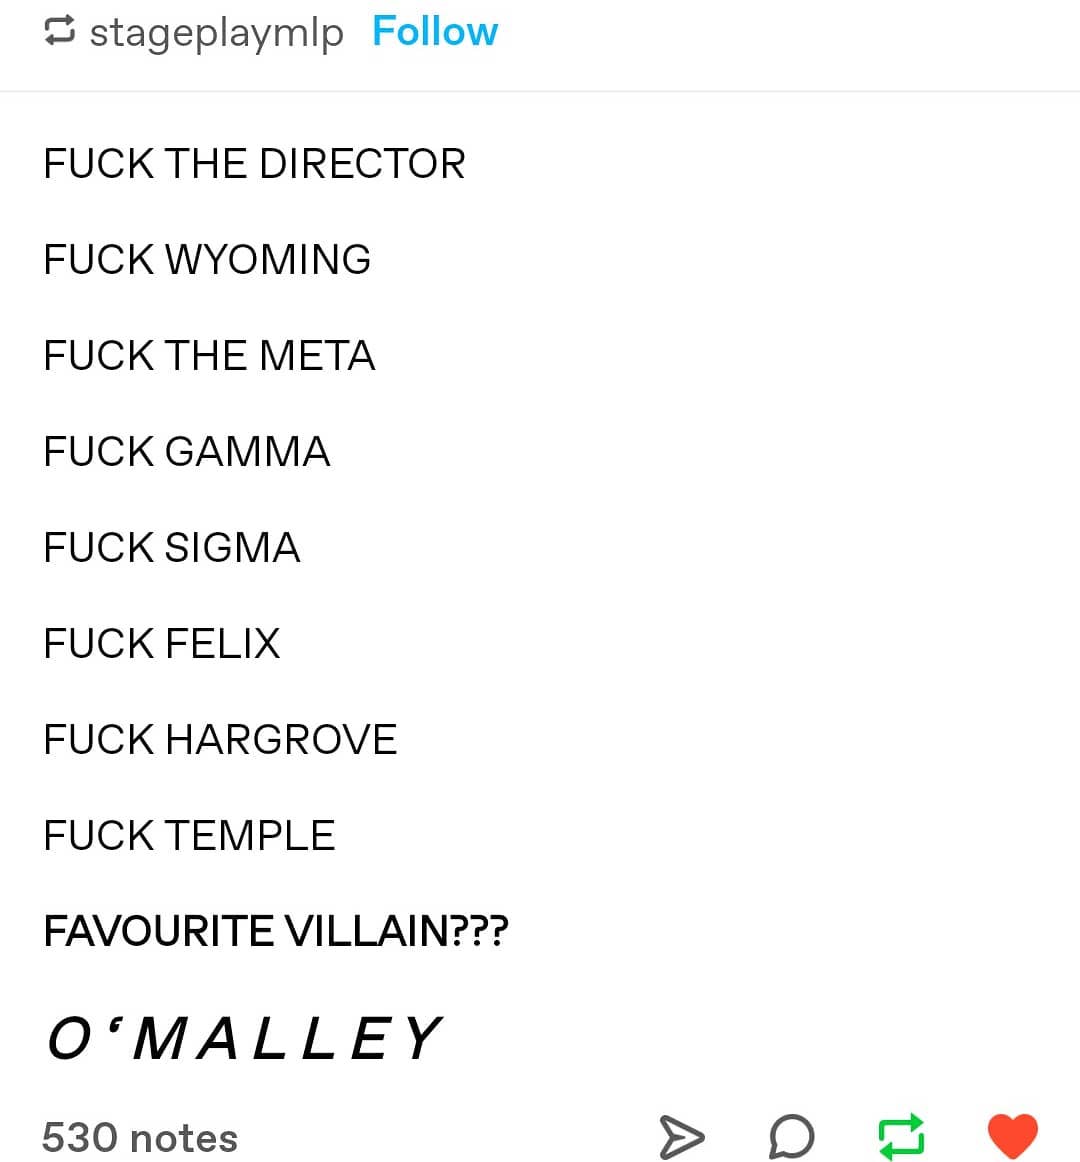 stageplaymlp Follow
FUCK THE DIRECTOR
FUCK WYOMING
FUCK THE META
FUCK GAMMA
FUCK SIGMA
FUCK FELIX
FUCK HARGROVE
FUCK TEMPLE
FAVOURITE VILLAIN???
O‘MALLEY
530 notes